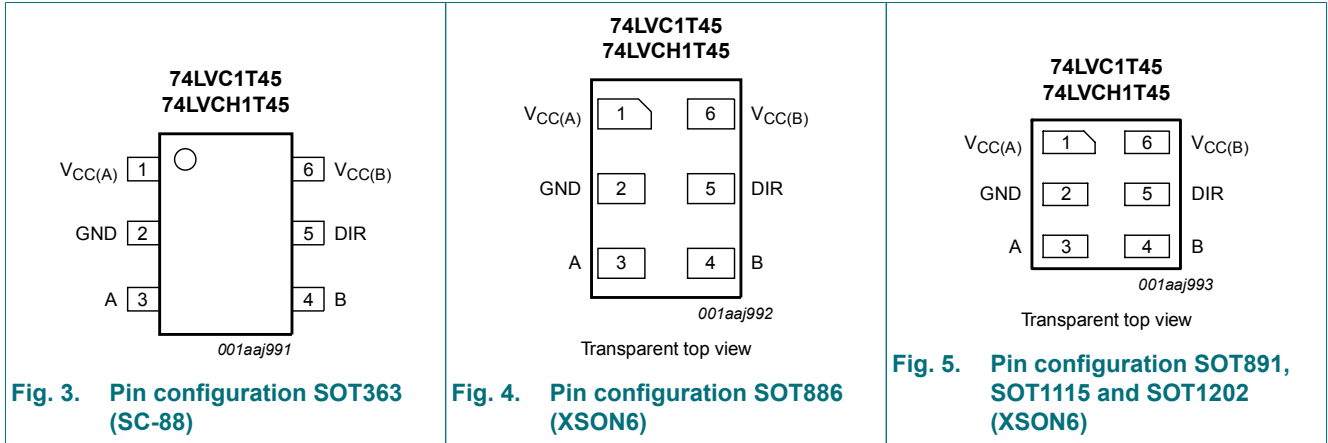 74LVC1T45
74LVCH1T45
VCC(A) 1 6 VCC(B)
GND 2 5 DIR
A 3 4 B
001aaj991
Fig. 3. Pin configuration SOT363
(SC-88)
74LVC1T45
74LVCH1T45
VCC(A) 1 6 VCC(B)
GND 2 5 DIR
A 3 4 B
001aaj992
Transparent top view
Fig. 4. Pin configuration SOT886
(XSON6)
74LVC1T45
74LVCH1T45
VCC(A) 1 6 VCC(B)
GND 2 5 DIR
A 3 4 B
001aaj993
Transparent top view
Fig. 5. Pin configuration SOT891,
SOT1115 and SOT1202
(XSON6)